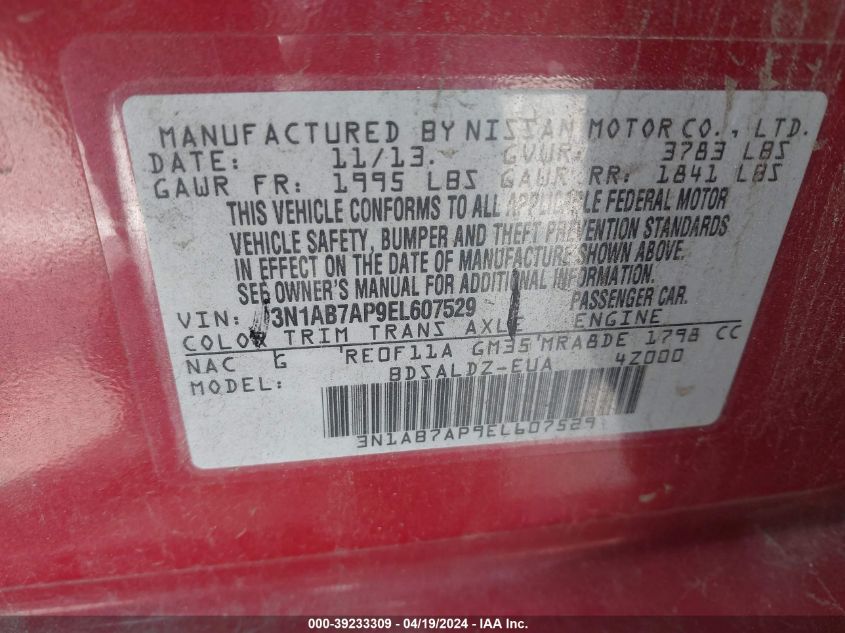 MANUFACTURED BY NISSAN MOTOR CO., LTD.
DATE: 11/13. GVWR: 3783 LBS
GAWR FR: 1995 LBS GAWR RR: 1841 LBS
THIS VEHICLE CONFORMS TO ALL APPLICABLE FEDERAL MOTOR
VEHICLE SAFETY, BUMPER AND THEFT PREVENTION STANDARDS
IN EFFECT ON THE DATE OF MANUFACTURE SHOWN ABOVE.
SEE OWNER'S MANUAL FOR ADDITIONAL INFORMATION.
VIN: 3N1AB7AP9EL607529 PASSENGER CAR.
COLOR TRIM TRANS AXLE ENGINE
NAC G RE0F11A GM35 MRA8DE 1798 CC
MODEL: BDSALDZ-EUA 4Z000
3N1AB7AP9EL607529
000-39233309 - 04/19/2024 - IAA Inc.